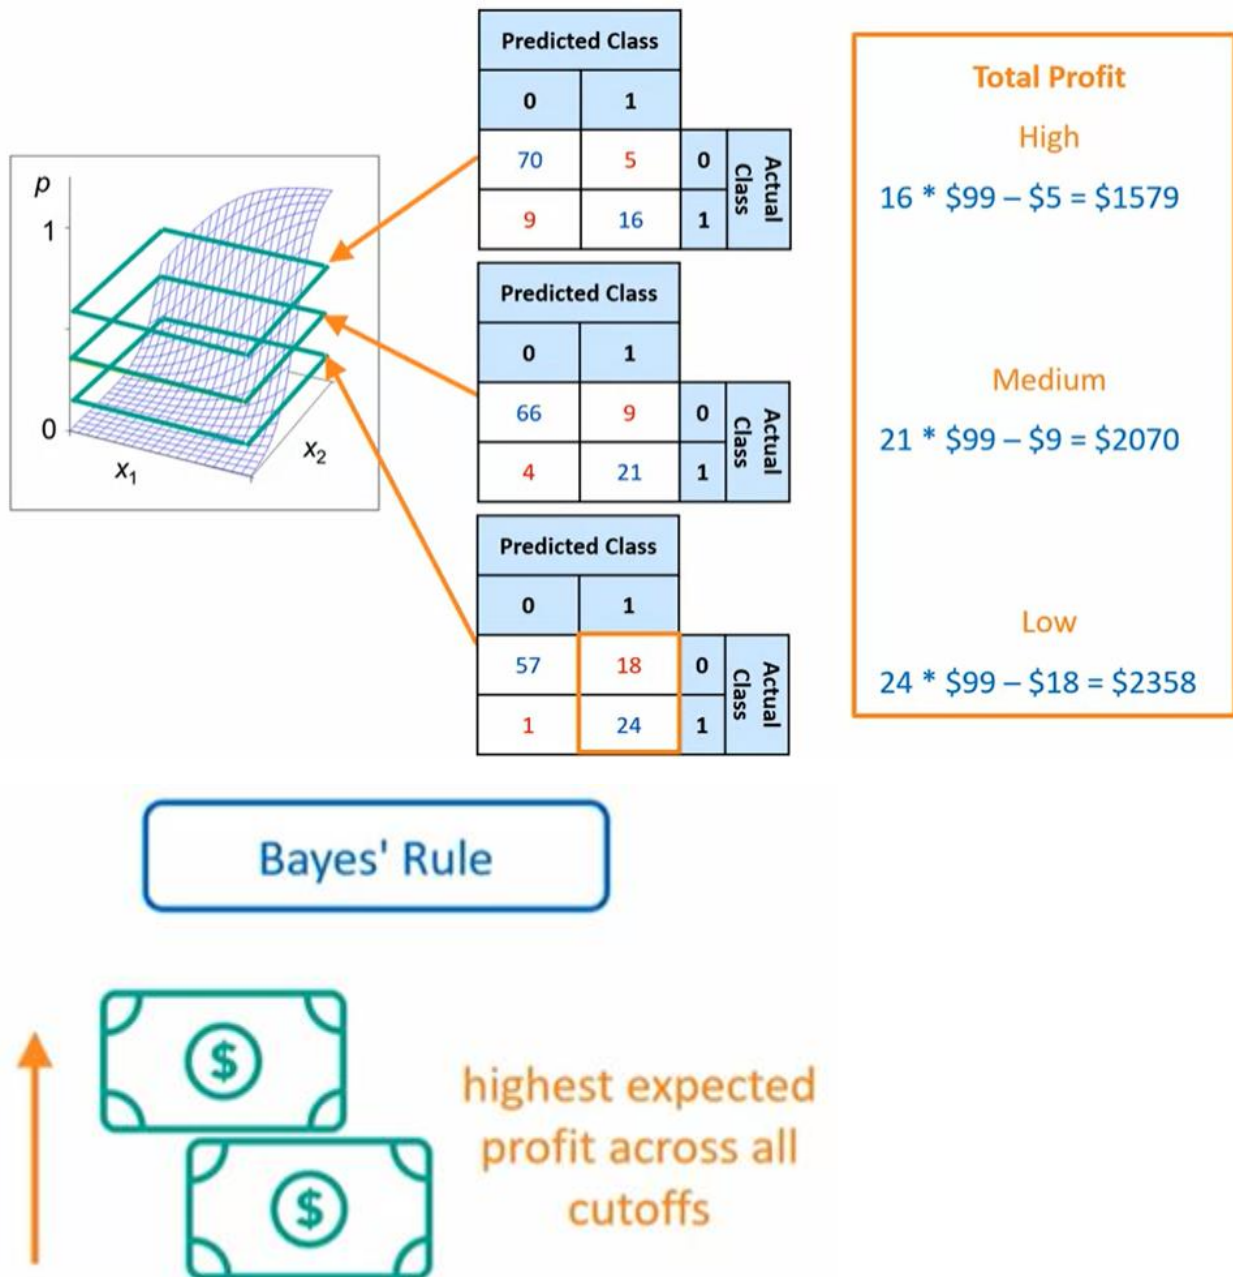 p
1
0
x1
x2
Predicted Class
0 1
70 5 0
9 16 1
Actual Class
Predicted Class
0 1
66 9 0
4 21 1
Actual Class
Predicted Class
0 1
57 18 0
1 24 1
Actual Class
Total Profit
High
16 * $99 – $5 = $1579
Medium
21 * $99 – $9 = $2070
Low
24 * $99 – $18 = $2358
Bayes' Rule
$
$
highest expected
profit across all
cutoffs